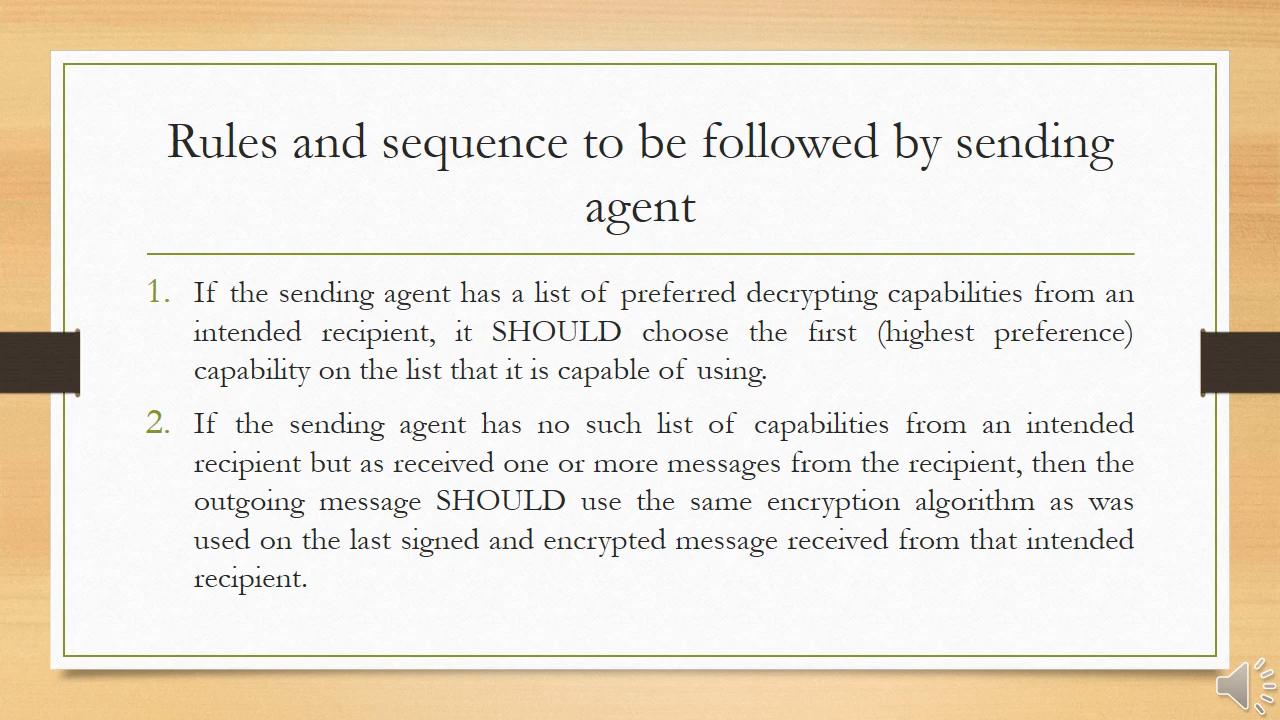 Rules and sequence to be followed by sending
agent
1. If the sending agent has a list of preferred decrypting capabilities from an
intended recipient, it SHOULD choose the first (highest preference)
capability on the list that it is capable of using.
2. If the sending agent has no such list of capabilities from an intended
recipient but as received one or more messages from the recipient, then the
outgoing message SHOULD use the same encryption algorithm as was
used on the last signed and encrypted message received from that intended
recipient.